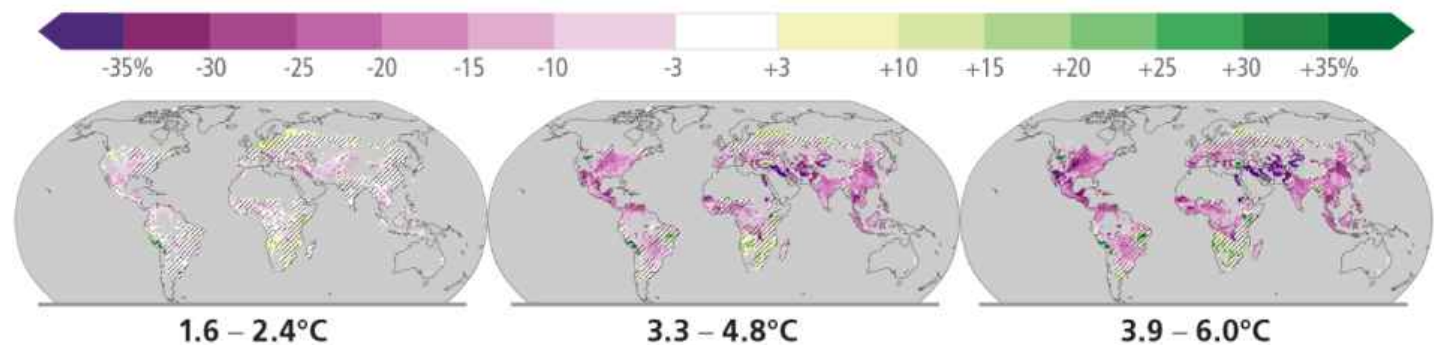 -35% -30 -25 -20 -15 -10 -3 +3 +10 +15 +20 +25 +30 +35%
1.6 – 2.4°C 3.3 – 4.8°C 3.9 – 6.0°C